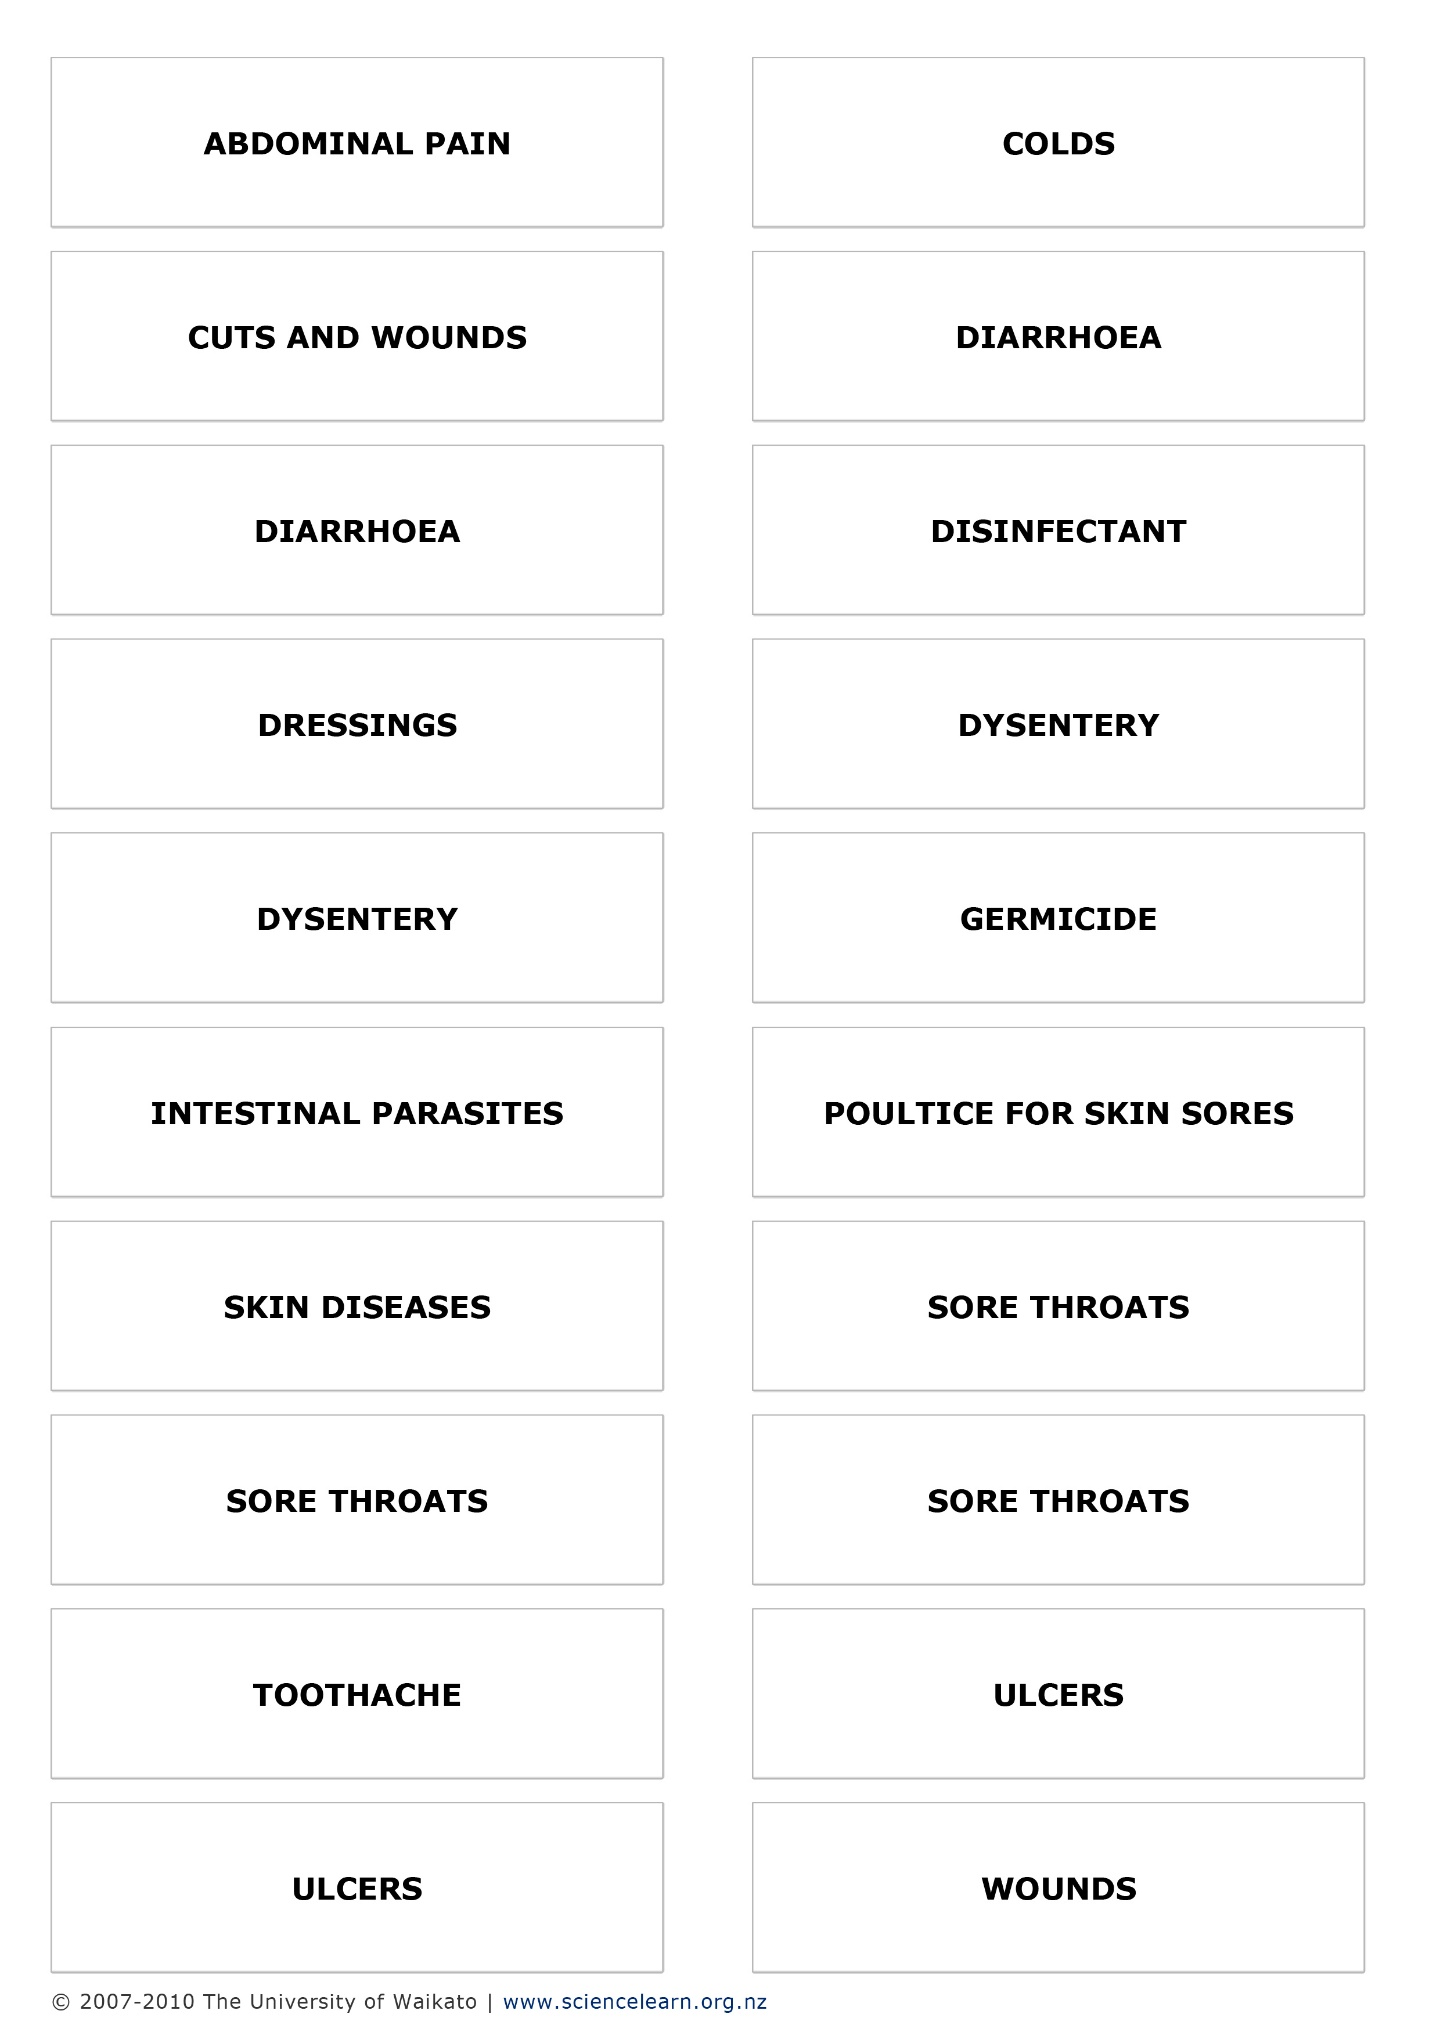 ABDOMINAL PAIN
COLDS
CUTS AND WOUNDS
DIARRHOEA
DIARRHOEA
DISINFECTANT
DRESSINGS
DYSENTERY
DYSENTERY
GERMICIDE
INTESTINAL PARASITES
POULTICE FOR SKIN SORES
SKIN DISEASES
SORE THROATS
SORE THROATS
SORE THROATS
TOOTHACHE
ULCERS
ULCERS
WOUNDS
© 2007-2010 The University of Waikato | www.sciencelearn.org.nz